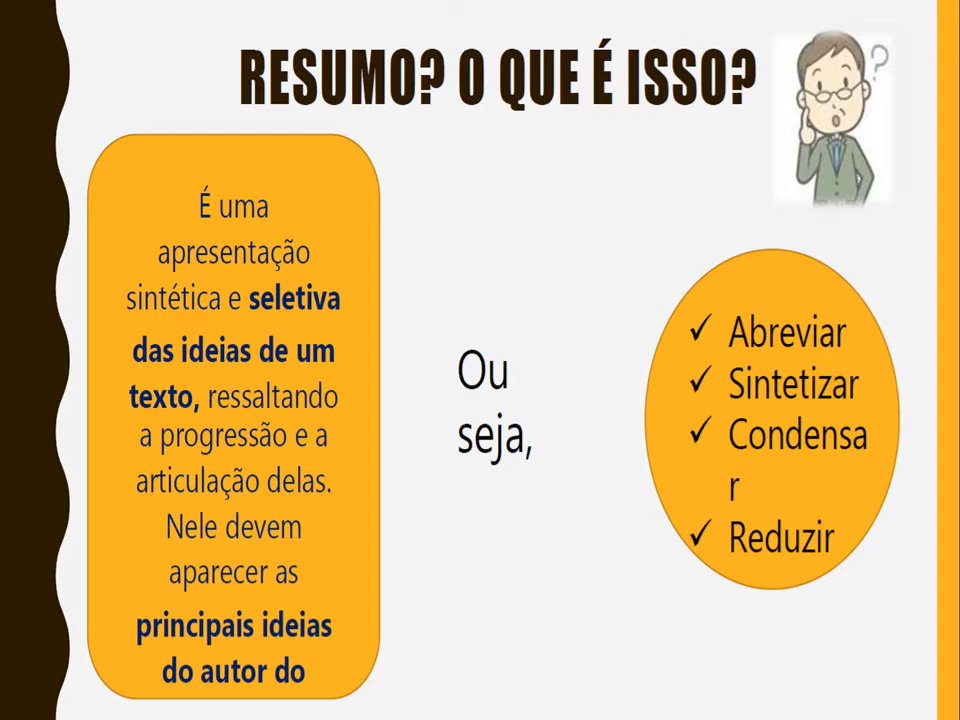 RESUMO? O QUE É ISSO?
É uma
apresentação
sintética e seletiva
das ideias de um
texto, ressaltando
a progressão e a
articulação delas.
Nele devem
aparecer as
principais ideias
do autor do
Ou
seja,
✓ Abreviar
✓ Sintetizar
✓ Condensa
r
✓ Reduzir